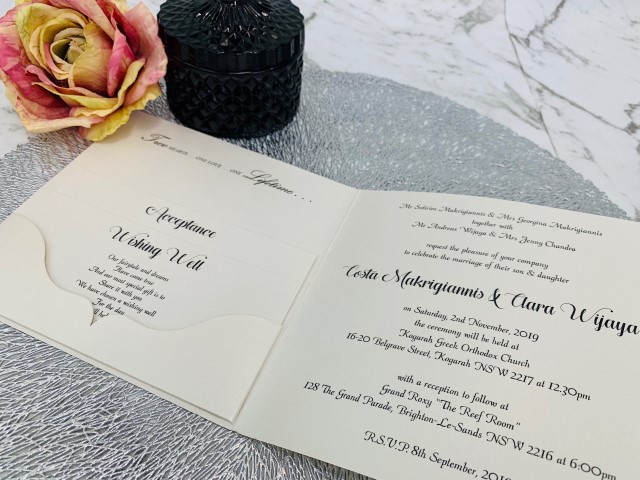 Two HEARTS ONE LOVE ONE Lifetime...
Acceptance
Wishing Well
Our fairytale and dreams
Have come true
And our most special gift is to
Share it with you
We have chosen a wishing well
For the day
Mr Sotirios Makrigiannis & Mrs Georgina Makrigiannis
together with
Mr Andreas Wijaya & Mrs Jenny Chandra
request the pleasure of your company
to celebrate the marriage of their son & daughter
Costa Makrigiannis & Clara Wijaya
on Saturday, 2nd November, 2019
the ceremony will be held at
Kogarah Greek Orthodox Church
16-20 Belgrave Street, Kogarah NSW 2217 at 12:30pm
with a reception to follow at
Grand Roxy "The Reef Room"
128 The Grand Parade, Brighton-Le-Sands NSW 2216 at 6:00pm
R.S.V.P. 8th September, 2019